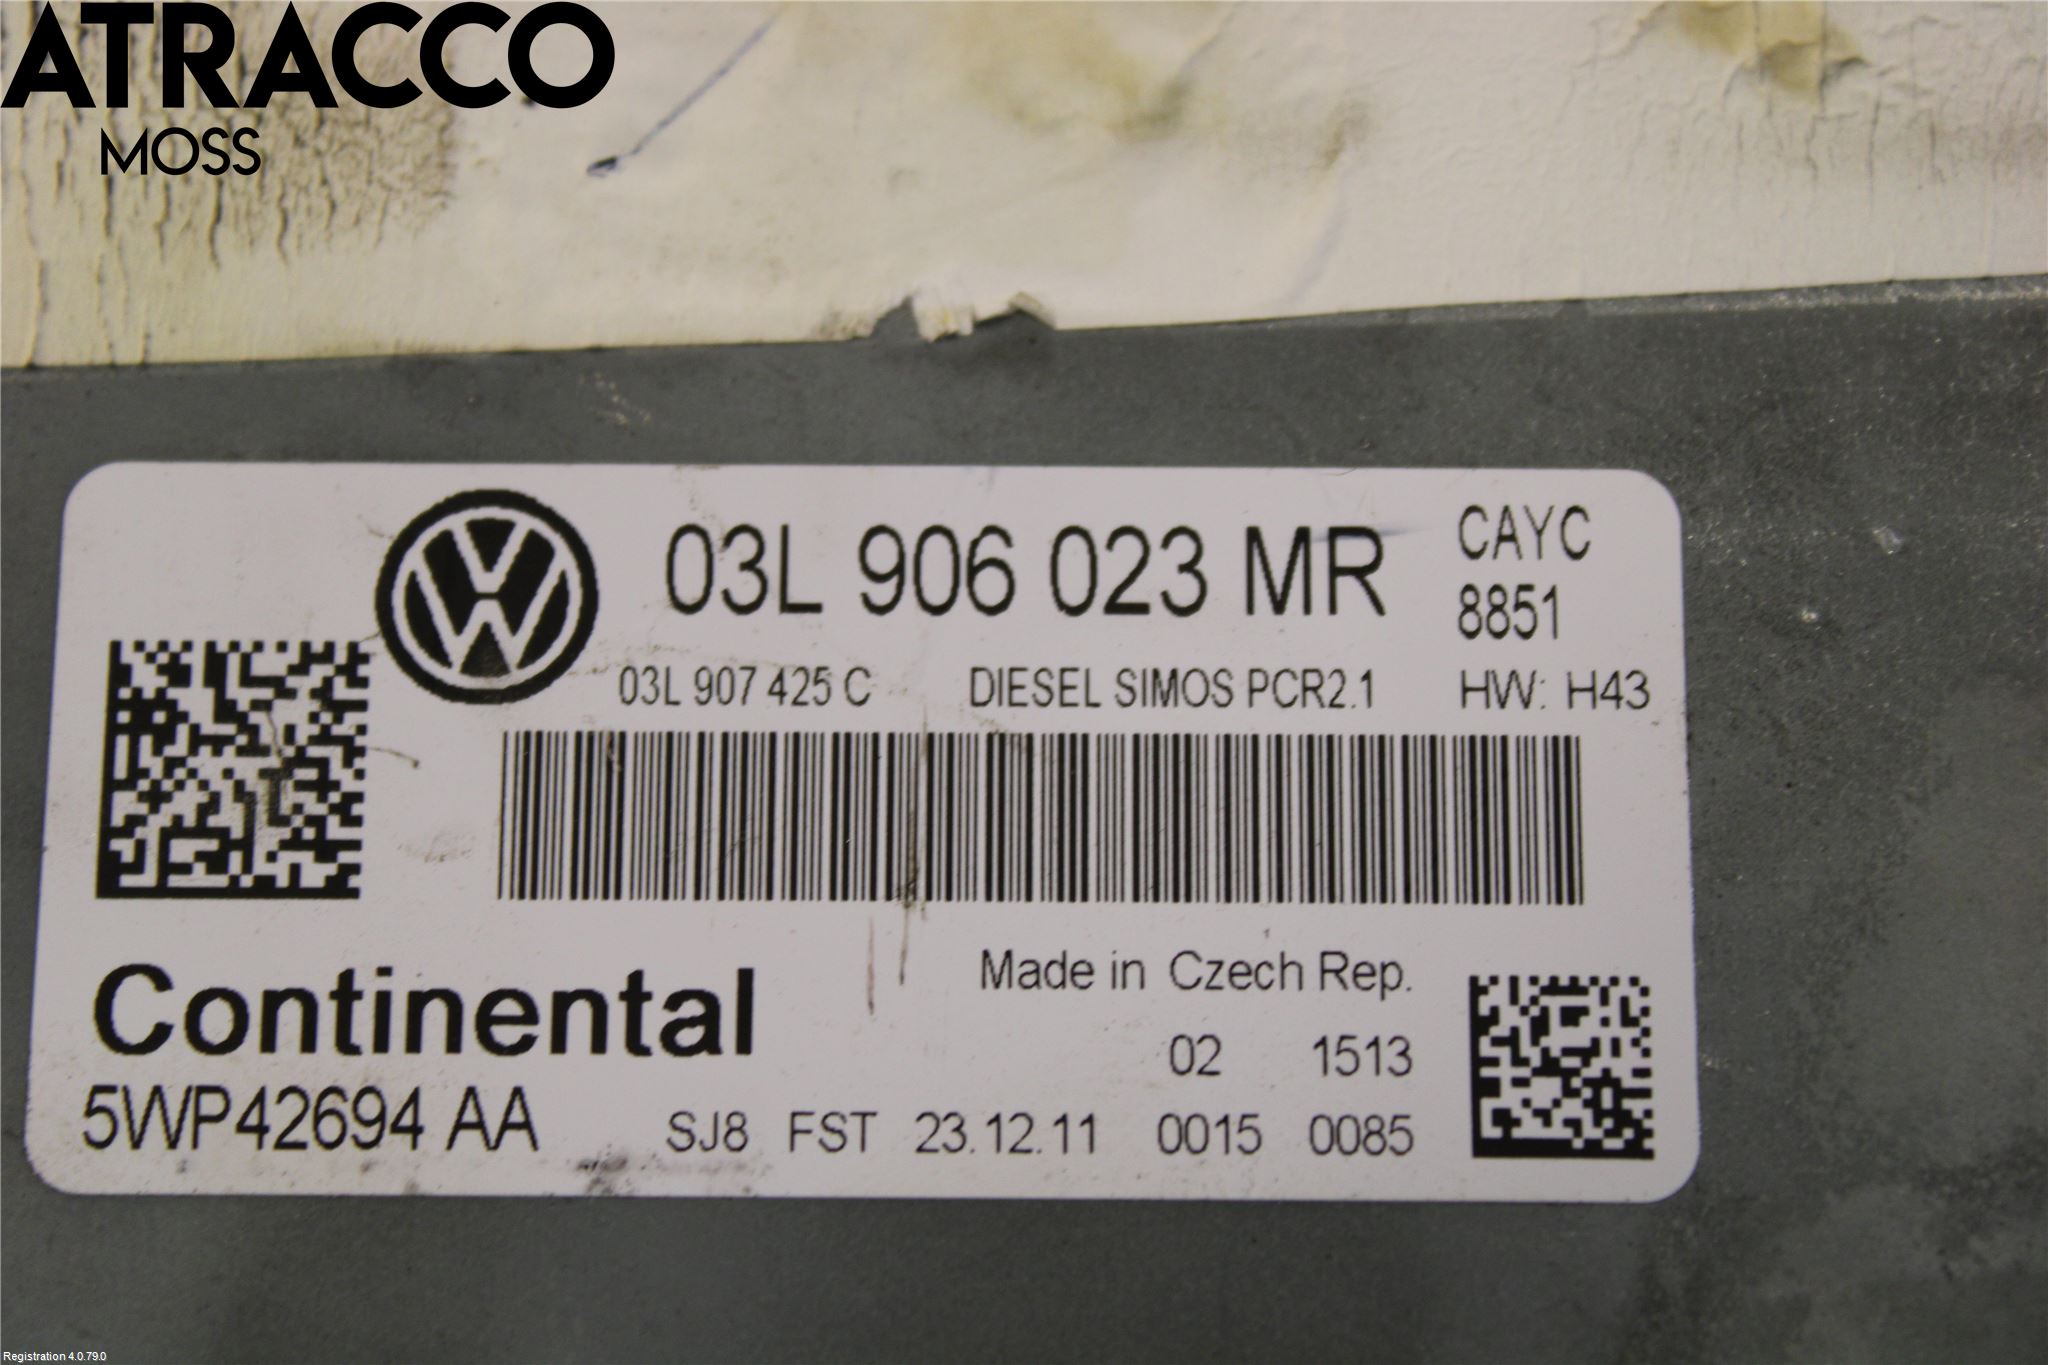 ATRACCO
MOSS
03L 906 023 MR
CAYC
8851
03L 907 425 C DIESEL SIMOS PCR2.1 HW: H43
Continental
Made in Czech Rep.
02 1513
5WP42694 AA
SJ8 FST 23.12.11 0015 0085
Registration 4.0.79.0